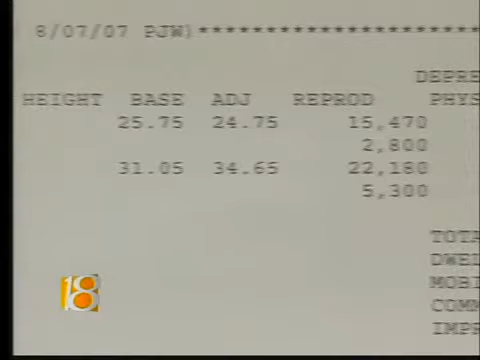 8/07/07 PJW)***********************
DEPRE
HEIGHT BASE ADJ REPROD PHYS
25.75 24.75 15,470
2,800
31.05 34.65 22,180
5,300
TOTA
DWEL
MOBI
COMM
IMPR
18